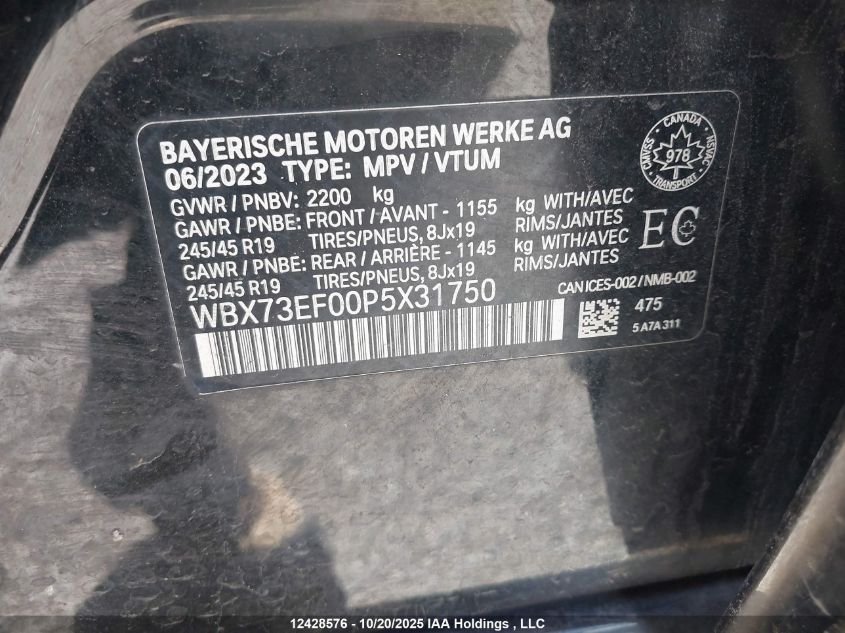 BAYERISCHE MOTOREN WERKE AG
06/2023 TYPE: MPV / VTUM
GVWR / PNBV: 2200 kg
GAWR / PNBE: FRONT / AVANT - 1155 kg WITH/AVEC
245/45 R19 TIRES/PNEUS, 8Jx19 RIMS/JANTES
GAWR / PNBE: REAR / ARRIÈRE - 1145 kg WITH/AVEC
245/45 R19 TIRES/PNEUS, 8Jx19 RIMS/JANTES
CANADA
CMVSS
978
NSVAC
TRANSPORT
EC
CAN ICES-002 / NMB-002
WBX73EF00P5X31750
475
5 A7A 311
12428576 - 10/20/2025 IAA Holdings , LLC